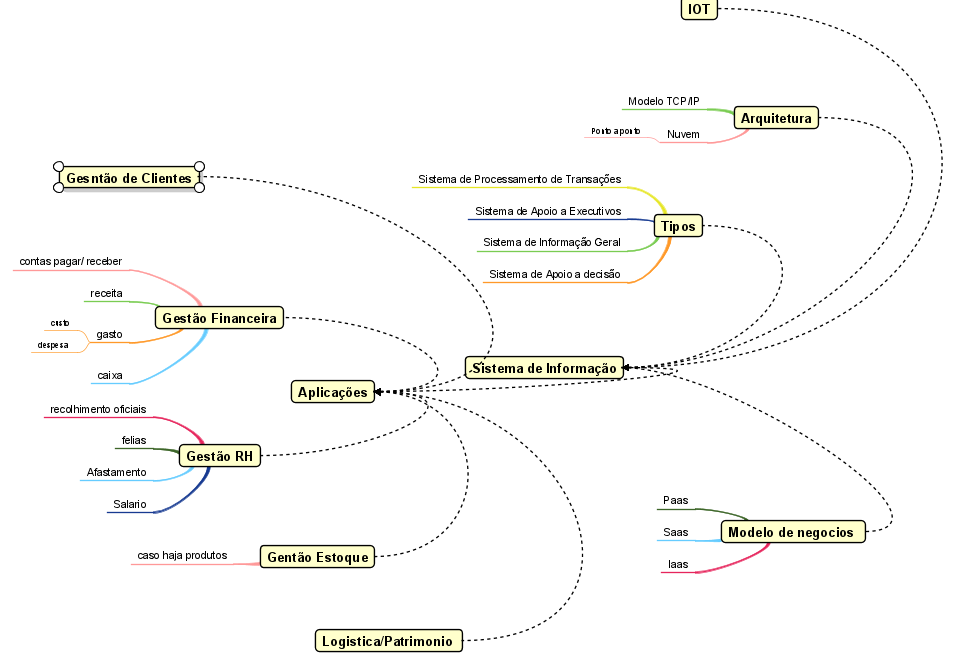 IOT
Modelo TCP/IP
Arquitetura
Ponto a ponto
Nuvem
Gesntão de Clientes
Sistema de Processamento de Transações
Sistema de Apoio a Executivos
Tipos
Sistema de Informação Geral
Sistema de Apoio a decisão
contas pagar/ receber
receita
Gestão Financeira
custo
gasto
despesa
caixa
Sistema de Informação
Aplicações
recolhimento oficiais
felias
Gestão RH
Afastamento
Salario
Paas
Saas
Modelo de negocios
Iaas
caso haja produtos
Gentão Estoque
Logistica/Patrimonio